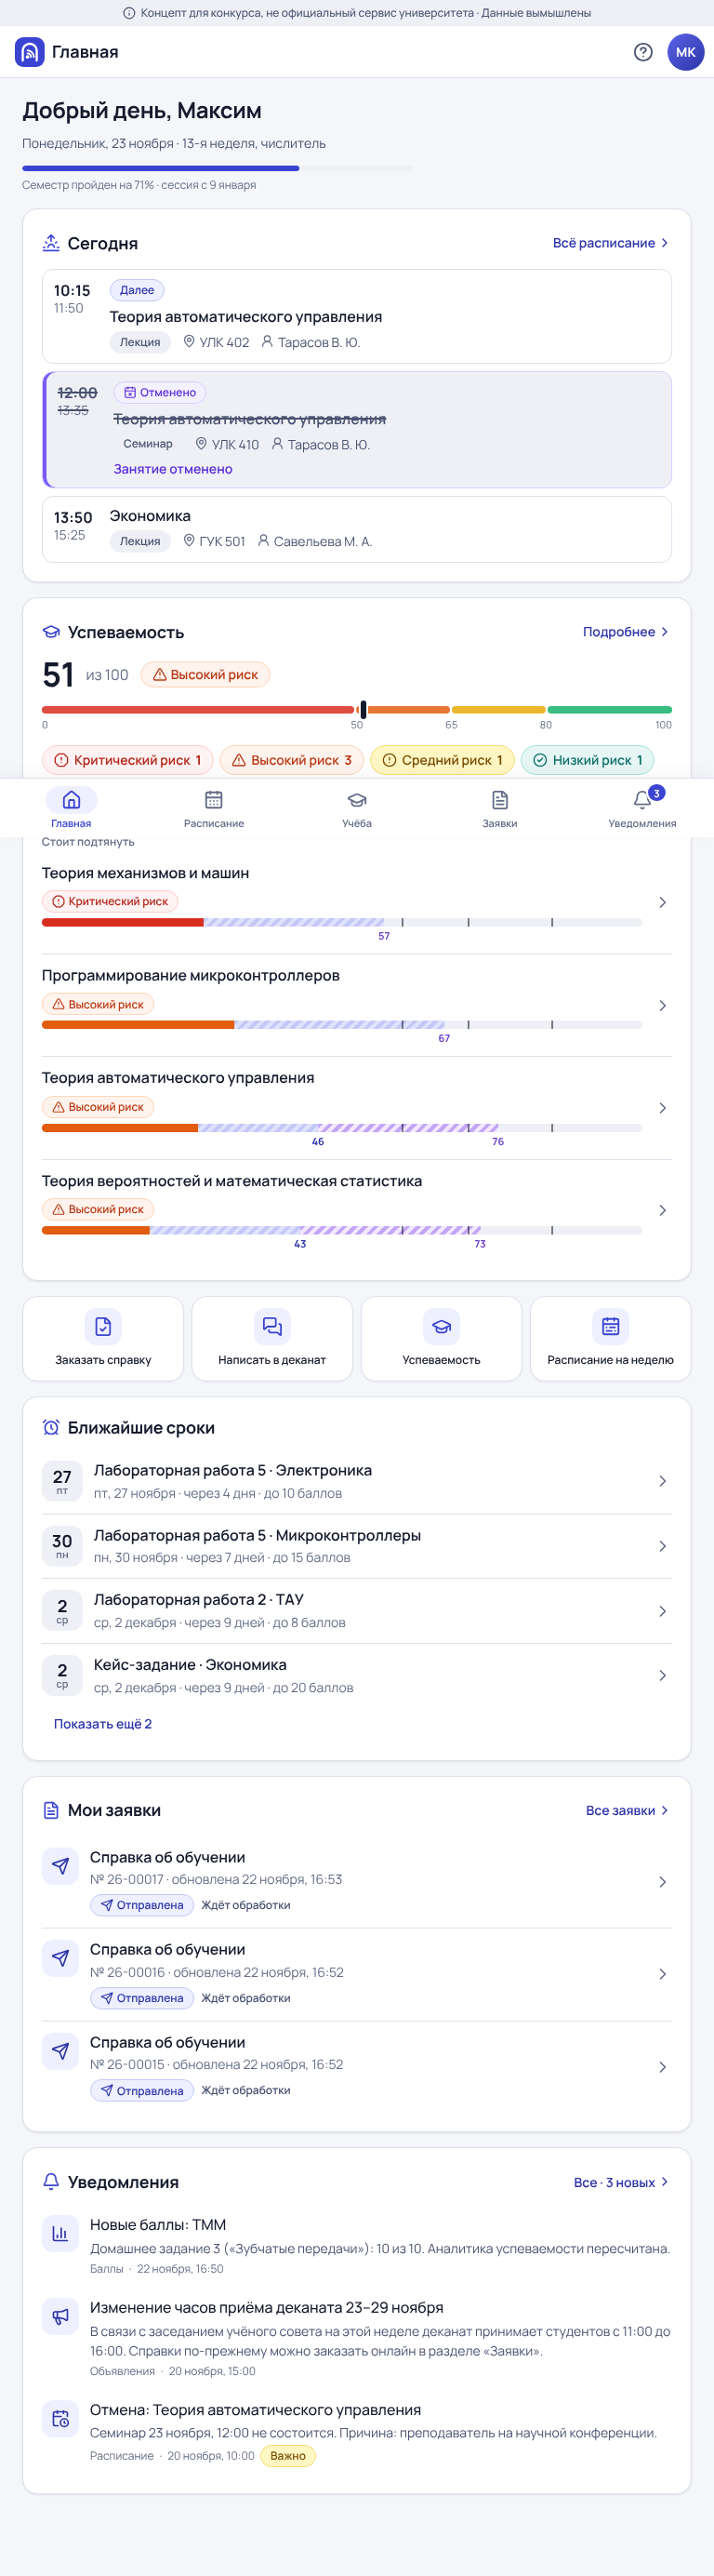 Концепт для конкурса, не официальный сервис университета · Данные вымышлены
Главная
МК
Добрый день, Максим
Понедельник, 23 ноября · 13-я неделя, числитель
Семестр пройден на 71% · сессия с 9 января
Сегодня
Всё расписание
10:15
11:50
Далее
Теория автоматического управления
Лекция УЛК 402 Тарасов В. Ю.
12:00
13:35
Отменено
Теория автоматического управления
Семинар УЛК 410 Тарасов В. Ю.
Занятие отменено
13:50
15:25
Экономика
Лекция ГУК 501 Савельева М. А.
Успеваемость
Подробнее
51 из 100 Высокий риск
0 50 65 80 100
Критический риск 1 Высокий риск 3 Средний риск 1 Низкий риск 1
Главная Расписание Учёба Заявки Уведомления 3
Стоит подтянуть
Теория механизмов и машин
Критический риск
57
Программирование микроконтроллеров
Высокий риск
67
Теория автоматического управления
Высокий риск
46 76
Теория вероятностей и математическая статистика
Высокий риск
43 73
Заказать справку Написать в деканат Успеваемость Расписание на неделю
Ближайшие сроки
27
пт
Лабораторная работа 5 · Электроника
пт, 27 ноября · через 4 дня · до 10 баллов
30
пн
Лабораторная работа 5 · Микроконтроллеры
пн, 30 ноября · через 7 дней · до 15 баллов
2
ср
Лабораторная работа 2 · ТАУ
ср, 2 декабря · через 9 дней · до 8 баллов
2
ср
Кейс-задание · Экономика
ср, 2 декабря · через 9 дней · до 20 баллов
Показать ещё 2
Мои заявки
Все заявки
Справка об обучении
№ 26-00017 · обновлена 22 ноября, 16:53
Отправлена Ждёт обработки
Справка об обучении
№ 26-00016 · обновлена 22 ноября, 16:52
Отправлена Ждёт обработки
Справка об обучении
№ 26-00015 · обновлена 22 ноября, 16:52
Отправлена Ждёт обработки
Уведомления
Все · 3 новых
Новые баллы: ТММ
Домашнее задание 3 («Зубчатые передачи»): 10 из 10. Аналитика успеваемости пересчитана.
Баллы · 22 ноября, 16:50
Изменение часов приёма деканата 23–29 ноября
В связи с заседанием учёного совета на этой неделе деканат принимает студентов с 11:00 до
16:00. Справки по-прежнему можно заказать онлайн в разделе «Заявки».
Объявления · 20 ноября, 15:00
Отмена: Теория автоматического управления
Семинар 23 ноября, 12:00 не состоится. Причина: преподаватель на научной конференции.
Расписание · 20 ноября, 10:00 Важно